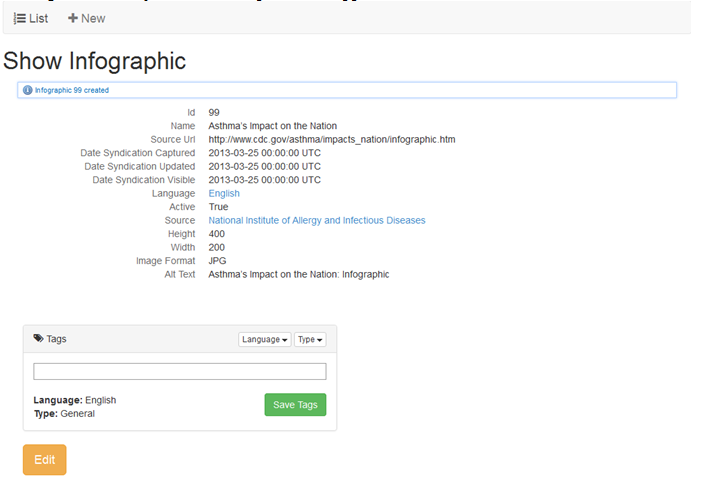 List New
Show Infographic
Infographic 99 created
Id 99
Name Asthma's Impact on the Nation
Source Url http://www.cdc.gov/asthma/impacts_nation/infographic.htm
Date Syndication Captured 2013-03-25 00:00:00 UTC
Date Syndication Updated 2013-03-25 00:00:00 UTC
Date Syndication Visible 2013-03-25 00:00:00 UTC
Language English
Active True
Source National Institute of Allergy and Infectious Diseases
Height 400
Width 200
Image Format JPG
Alt Text Asthma's Impact on the Nation: Infographic
Tags Language Type
Language: English
Type: General
Save Tags
Edit